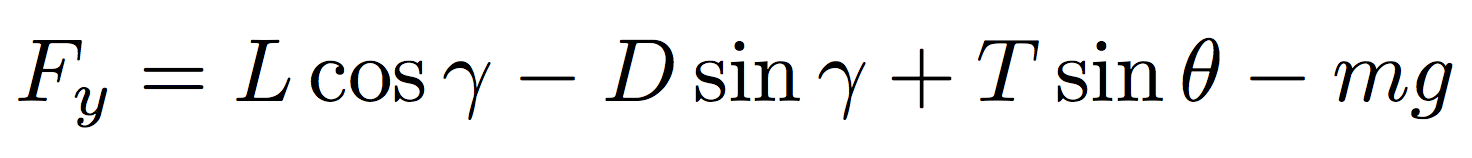 F_y = L cos γ − D sin γ + T sin θ − mg